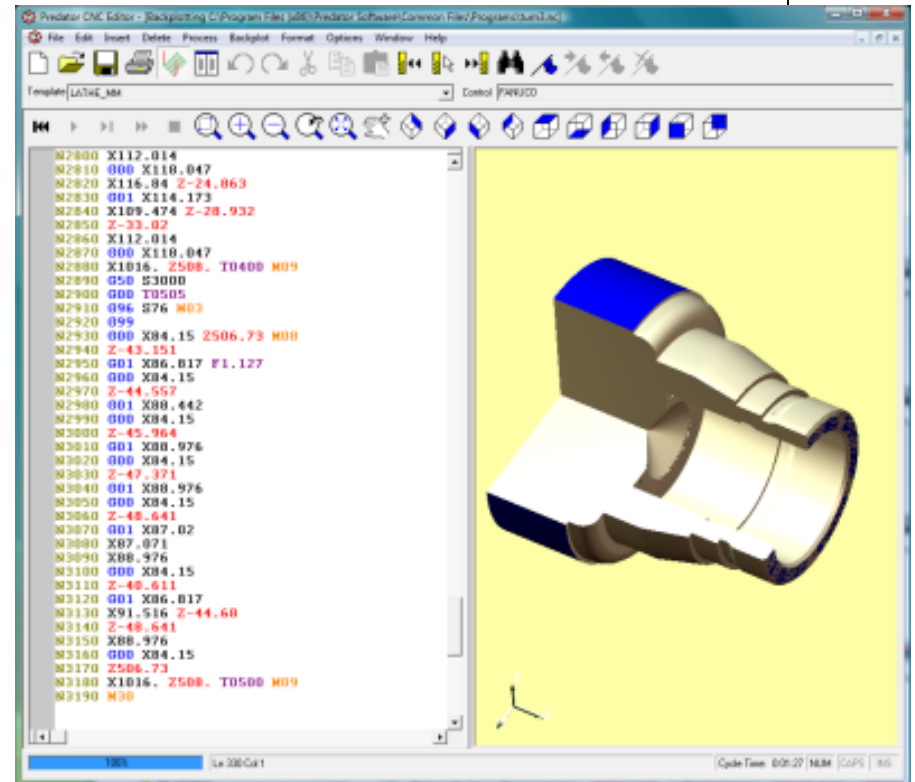 Predator CNC Editor - [Backplotting C:\Program Files (x86)\Predator Software\Common Files\Programs\turn1.nc]
File Edit Insert Delete Process Backplot Format Options Window Help
Template LATHE_MM Control FANUCO
N2800 X112.014
N2810 G00 X118.047
N2820 X116.84 Z-24.863
N2830 G01 X114.173
N2840 X109.474 Z-28.932
N2850 Z-33.02
N2860 X112.014
N2870 G00 X118.047
N2880 X1016. Z508. T0400 M09
N2890 G50 S3000
N2900 G00 T0505
N2910 G96 S76 M03
N2920 G99
N2930 G00 X84.15 Z506.73 M08
N2940 Z-43.151
N2950 G01 X86.817 F1.127
N2960 G00 X84.15
N2970 Z-44.557
N2980 G01 X88.442
N2990 G00 X84.15
N3000 Z-45.964
N3010 G01 X88.976
N3020 G00 X84.15
N3030 Z-47.371
N3040 G01 X88.976
N3050 G00 X84.15
N3060 Z-48.641
N3070 G01 X87.02
N3080 X87.071
N3090 X88.976
N3100 G00 X84.15
N3110 Z-40.611
N3120 G01 X86.817
N3130 X91.516 Z-44.68
N3140 Z-48.641
N3150 X88.976
N3160 G00 X84.15
N3170 Z506.73
N3180 X1016. Z508. T0500 M09
N3190 M30
100% Ln 330 Col 1 Cycle Time 0:01:27 NUM CAPS INS